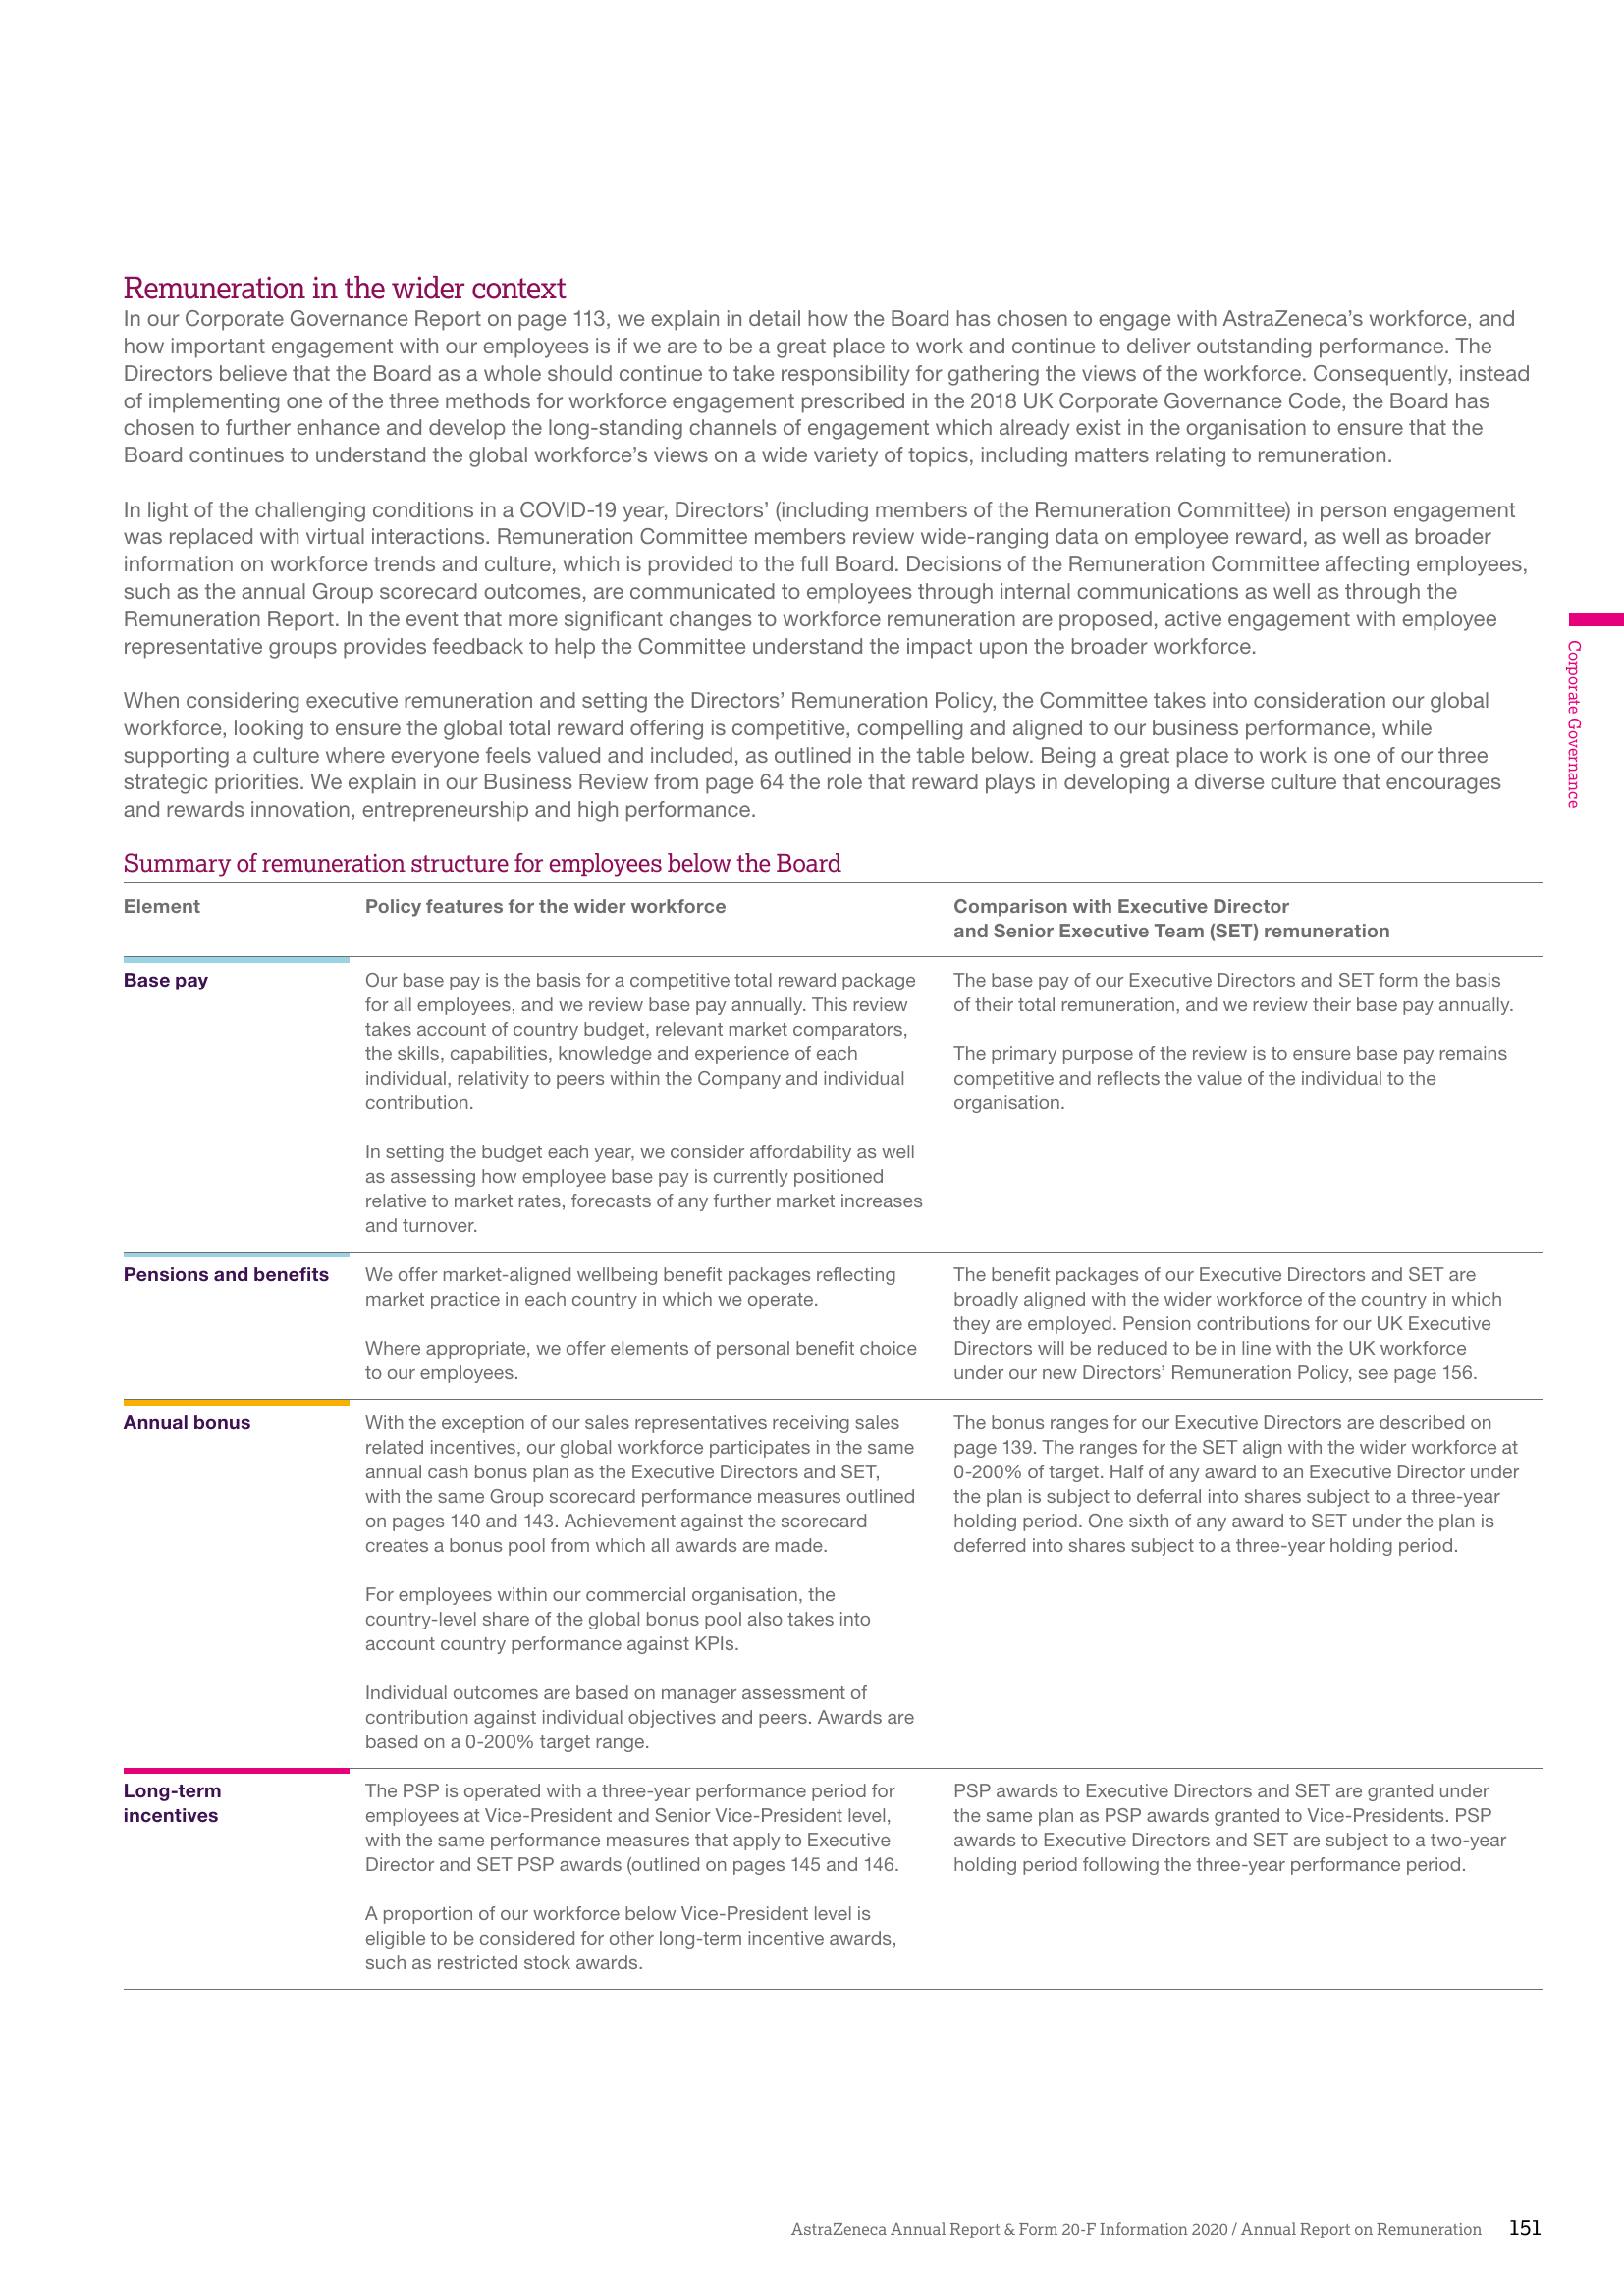 Remuneration in the wider context
In our Corporate Governance Report on page 113, we explain in detail how the Board has chosen to engage with AstraZeneca’s workforce, and
how important engagement with our employees is if we are to be a great place to work and continue to deliver outstanding performance. The
Directors believe that the Board as a whole should continue to take responsibility for gathering the views of the workforce. Consequently, instead
of implementing one of the three methods for workforce engagement prescribed in the 2018 UK Corporate Governance Code, the Board has
chosen to further enhance and develop the long-standing channels of engagement which already exist in the organisation to ensure that the
Board continues to understand the global workforce’s views on a wide variety of topics, including matters relating to remuneration.
In light of the challenging conditions in a COVID-19 year, Directors’ (including members of the Remuneration Committee) in person engagement
was replaced with virtual interactions. Remuneration Committee members review wide-ranging data on employee reward, as well as broader
information on workforce trends and culture, which is provided to the full Board. Decisions of the Remuneration Committee affecting employees,
such as the annual Group scorecard outcomes, are communicated to employees through internal communications as well as through the
Remuneration Report. In the event that more significant changes to workforce remuneration are proposed, active engagement with employee
representative groups provides feedback to help the Committee understand the impact upon the broader workforce.
When considering executive remuneration and setting the Directors’ Remuneration Policy, the Committee takes into consideration our global
workforce, looking to ensure the global total reward offering is competitive, compelling and aligned to our business performance, while
supporting a culture where everyone feels valued and included, as outlined in the table below. Being a great place to work is one of our three
strategic priorities. We explain in our Business Review from page 64 the role that reward plays in developing a diverse culture that encourages
and rewards innovation, entrepreneurship and high performance.
Summary of remuneration structure for employees below the Board
Element
Policy features for the wider workforce
Comparison with Executive Director
and Senior Executive Team (SET) remuneration
Base pay
Our base pay is the basis for a competitive total reward package
for all employees, and we review base pay annually. This review
takes account of country budget, relevant market comparators,
the skills, capabilities, knowledge and experience of each
individual, relativity to peers within the Company and individual
contribution.
In setting the budget each year, we consider affordability as well
as assessing how employee base pay is currently positioned
relative to market rates, forecasts of any further market increases
and turnover.
The base pay of our Executive Directors and SET form the basis
of their total remuneration, and we review their base pay annually.
The primary purpose of the review is to ensure base pay remains
competitive and reflects the value of the individual to the
organisation.
Pensions and benefits
We offer market-aligned wellbeing benefit packages reflecting
market practice in each country in which we operate.
Where appropriate, we offer elements of personal benefit choice
to our employees.
The benefit packages of our Executive Directors and SET are
broadly aligned with the wider workforce of the country in which
they are employed. Pension contributions for our UK Executive
Directors will be reduced to be in line with the UK workforce
under our new Directors’ Remuneration Policy, see page 156.
Annual bonus
With the exception of our sales representatives receiving sales
related incentives, our global workforce participates in the same
annual cash bonus plan as the Executive Directors and SET,
with the same Group scorecard performance measures outlined
on pages 140 and 143. Achievement against the scorecard
creates a bonus pool from which all awards are made.
For employees within our commercial organisation, the
country-level share of the global bonus pool also takes into
account country performance against KPIs.
Individual outcomes are based on manager assessment of
contribution against individual objectives and peers. Awards are
based on a 0-200% target range.
The bonus ranges for our Executive Directors are described on
page 139. The ranges for the SET align with the wider workforce at
0-200% of target. Half of any award to an Executive Director under
the plan is subject to deferral into shares subject to a three-year
holding period. One sixth of any award to SET under the plan is
deferred into shares subject to a three-year holding period.
Long-term
incentives
The PSP is operated with a three-year performance period for
employees at Vice-President and Senior Vice-President level,
with the same performance measures that apply to Executive
Director and SET PSP awards (outlined on pages 145 and 146.
A proportion of our workforce below Vice-President level is
eligible to be considered for other long-term incentive awards,
such as restricted stock awards.
PSP awards to Executive Directors and SET are granted under
the same plan as PSP awards granted to Vice-Presidents. PSP
awards to Executive Directors and SET are subject to a two-year
holding period following the three-year performance period.
Corporate Governance
AstraZeneca Annual Report & Form 20-F Information 2020 / Annual Report on Remuneration 151